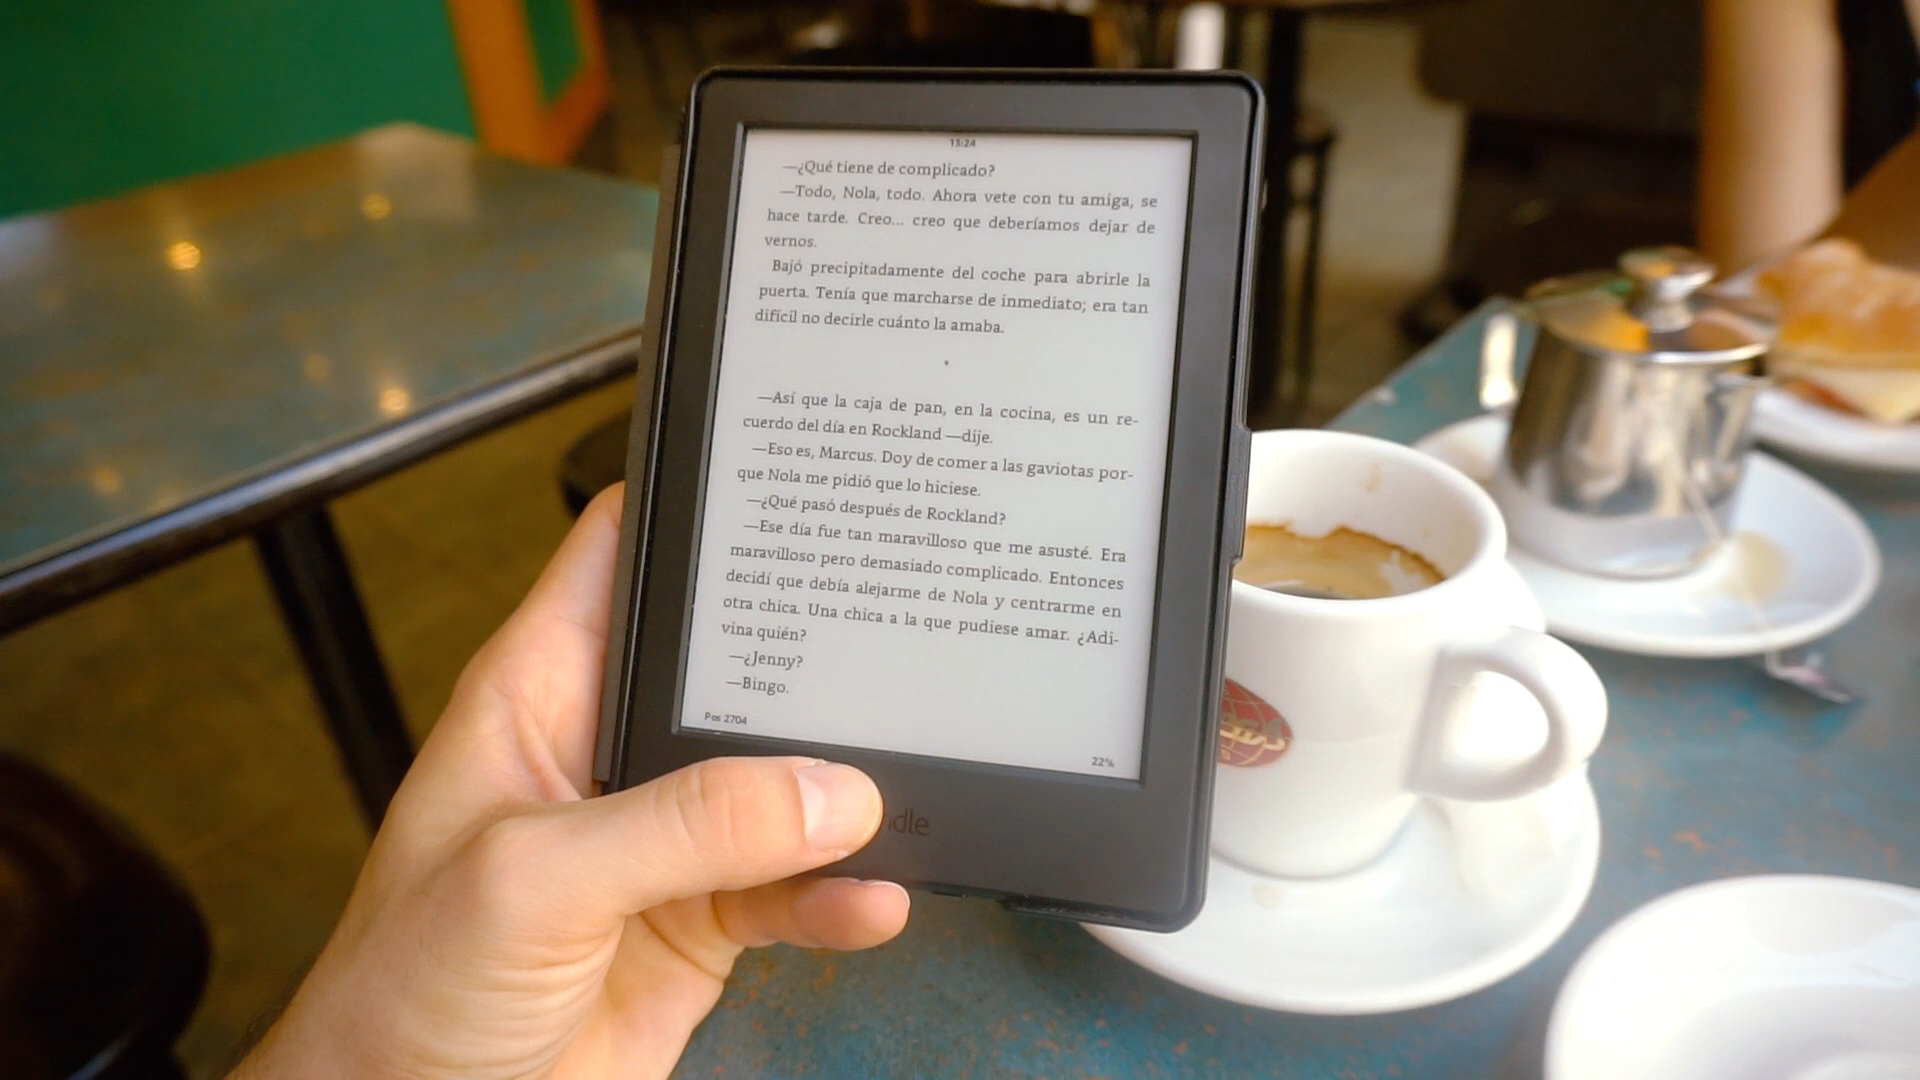 13:24
—¿Qué tiene de complicado?
—Todo, Nola, todo. Ahora vete con tu amiga, se
hace tarde. Creo... creo que deberíamos dejar de
vernos.
Bajó precipitadamente del coche para abrirle la
puerta. Tenía que marcharse de inmediato; era tan
difícil no decirle cuánto la amaba.
—Así que la caja de pan, en la cocina, es un re-
cuerdo del día en Rockland —dije.
—Eso es, Marcus. Doy de comer a las gaviotas por-
que Nola me pidió que lo hiciese.
—¿Qué pasó después de Rockland?
—Ese día fue tan maravilloso que me asusté. Era
maravilloso pero demasiado complicado. Entonces
decidí que debía alejarme de Nola y centrarme en
otra chica. Una chica a la que pudiese amar. ¿Adi-
vina quién?
—¿Jenny?
—Bingo.
Pos 2704
22%
ndle